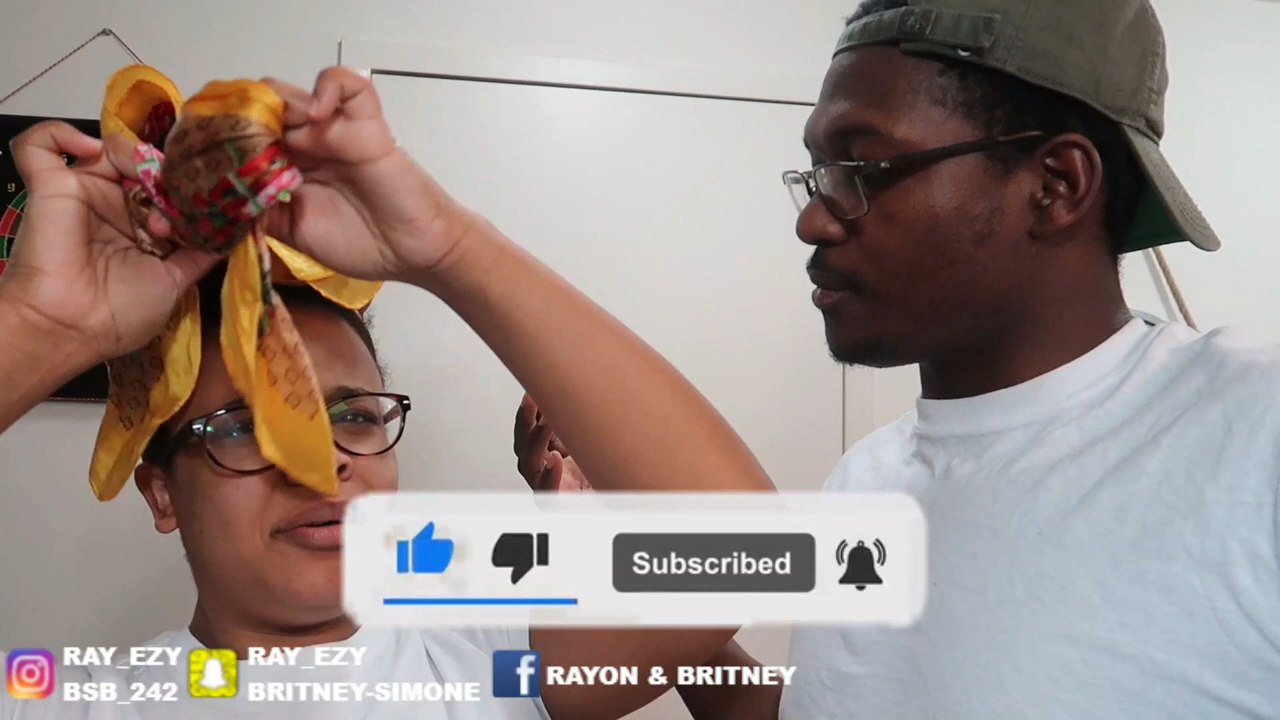 Subscribed
RAY_EZY
BSB_242
RAY_EZY
BRITNEY-SIMONE
RAYON & BRITNEY